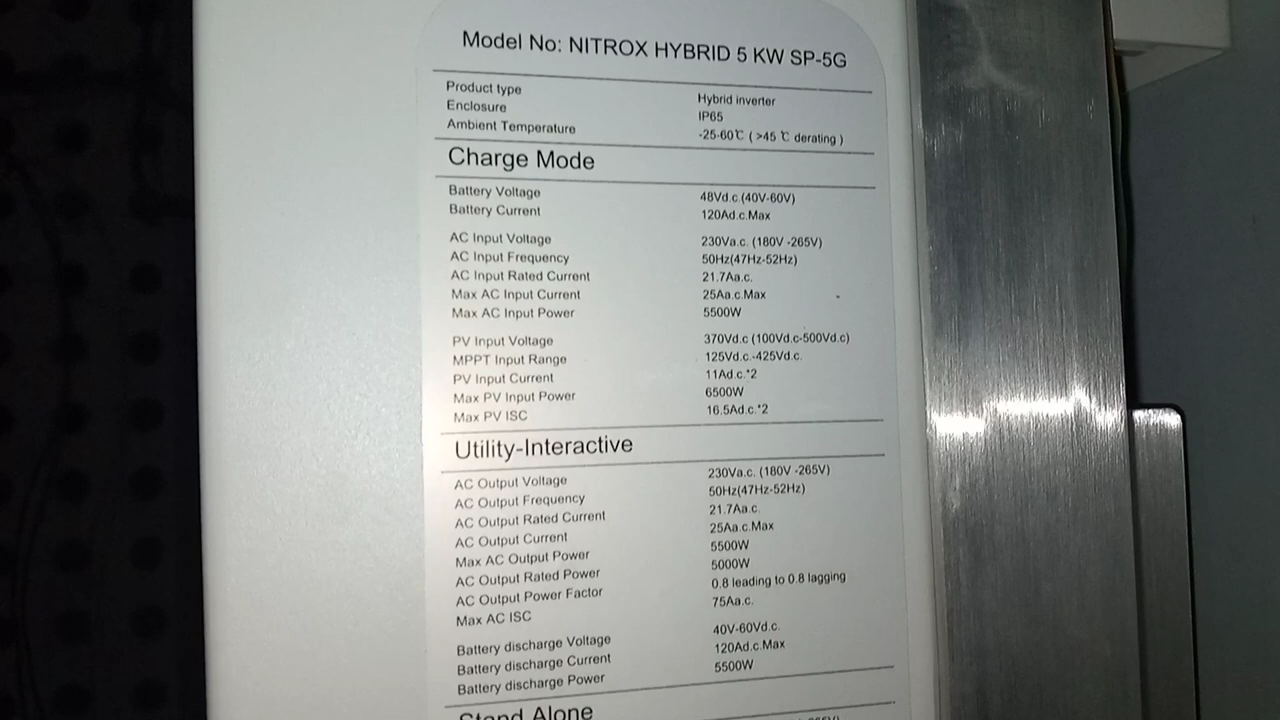 Model No: NITROX HYBRID 5 KW SP-5G
Product type Hybrid inverter
Enclosure IP65
Ambient Temperature -25-60℃ ( >45 ℃ derating )
Charge Mode
Battery Voltage 48Vd.c.(40V-60V)
Battery Current 120Ad.c.Max
AC Input Voltage 230Va.c. (180V -265V)
AC Input Frequency 50Hz(47Hz-52Hz)
AC Input Rated Current 21.7Aa.c.
Max AC Input Current 25Aa.c.Max
Max AC Input Power 5500W
PV Input Voltage 370Vd.c (100Vd.c-500Vd.c)
MPPT Input Range 125Vd.c.-425Vd.c.
PV Input Current 11Ad.c.*2
Max PV Input Power 6500W
Max PV ISC 16.5Ad.c.*2
Utility-Interactive
AC Output Voltage 230Va.c. (180V -265V)
AC Output Frequency 50Hz(47Hz-52Hz)
AC Output Rated Current 21.7Aa.c.
AC Output Current 25Aa.c.Max
Max AC Output Power 5500W
AC Output Rated Power 5000W
AC Output Power Factor 0.8 leading to 0.8 lagging
Max AC ISC 75Aa.c.
Battery discharge Voltage 40V-60Vd.c.
Battery discharge Current 120Ad.c.Max
Battery discharge Power 5500W
Stand Alone